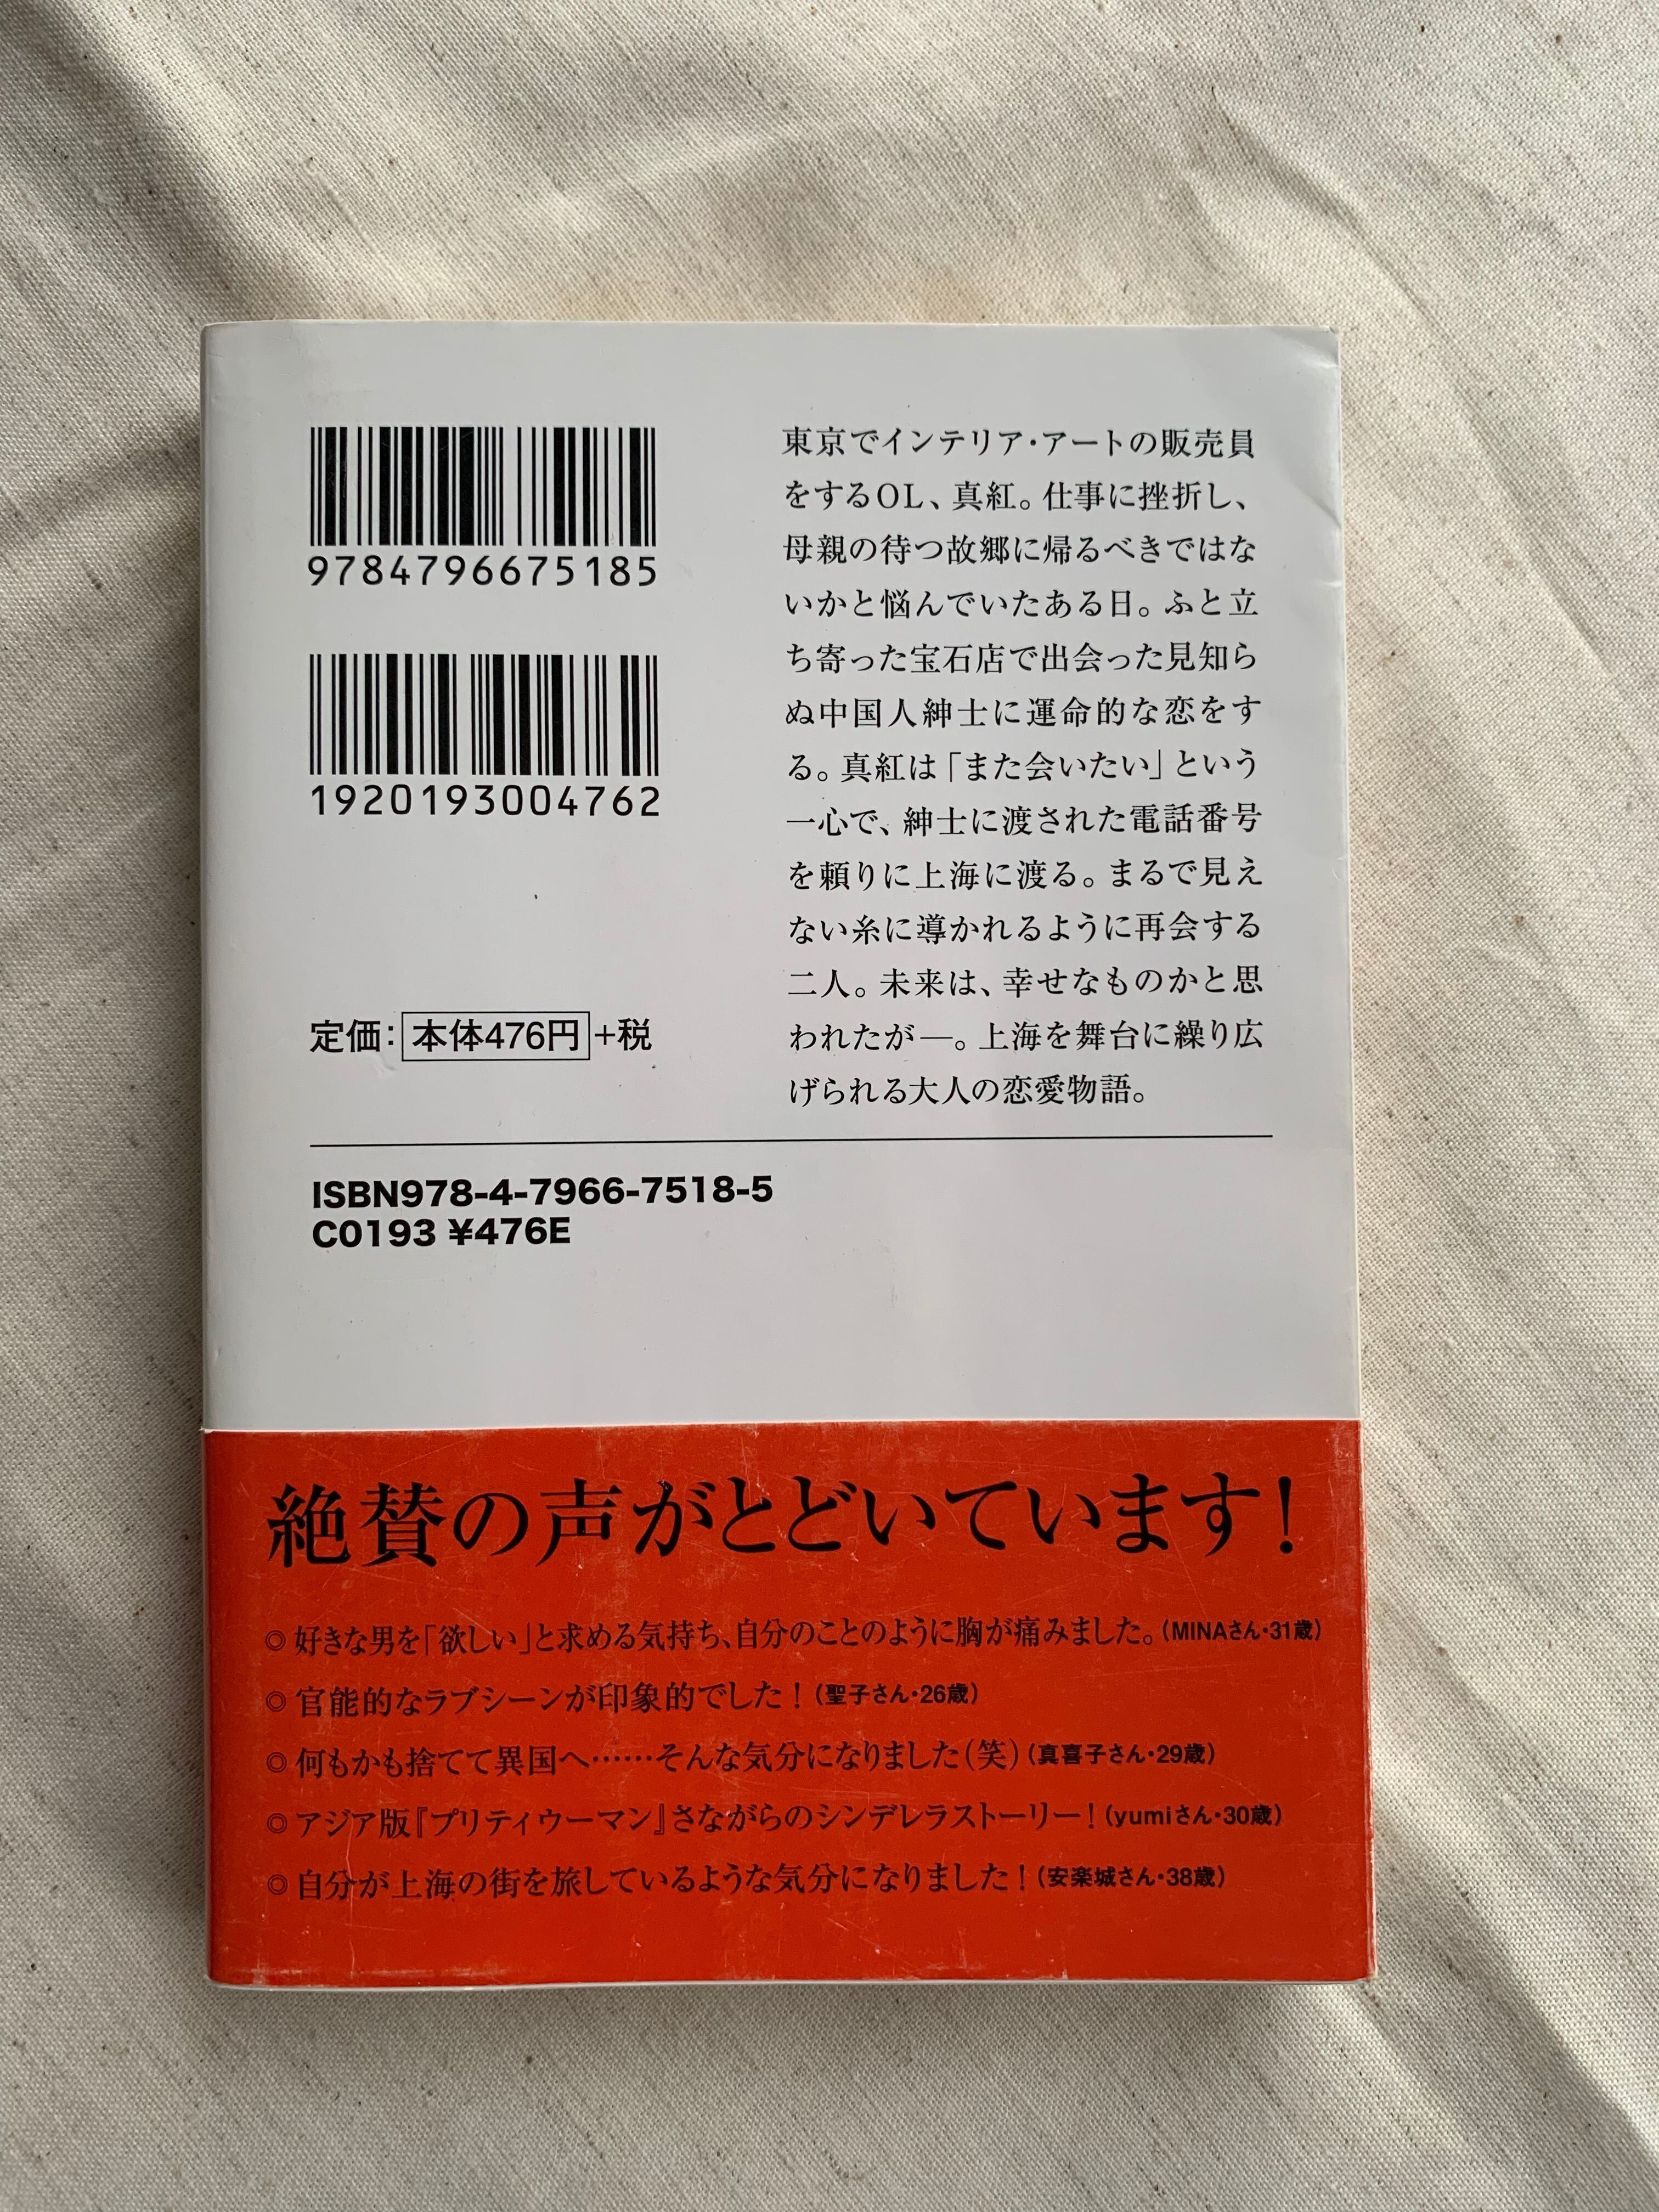 9784796675185
1920193004762
定価:本体476円+税
東京でインテリア・アートの販売員
をするOL、真紅。仕事に挫折し、
母親の待つ故郷に帰るべきではな
いかと悩んでいたある日。ふと立
ち寄った宝石店で出会った見知ら
ぬ中国人紳士に運命的な恋をす
る。真紅は「また会いたい」という
一心で、紳士に渡された電話番号
を頼りに上海に渡る。まるで見え
ない糸に導かれるように再会する
二人。未来は、幸せなものかと思
われたが―。上海を舞台に繰り広
げられる大人の恋愛物語。
ISBN978-4-7966-7518-5
C0193 ¥476E
絶賛の声がとどいています!
◎好きな男を「欲しい」と求める気持ち、自分のことのように胸が痛みました。(MINAさん・31歳)
◎官能的なラブシーンが印象的でした!(聖子さん・26歳)
◎何もかも捨てて異国へ……そんな気分になりました(笑)(真喜子さん・29歳)
◎アジア版『プリティウーマン』さながらのシンデレラストーリー!(yumiさん・30歳)
◎自分が上海の街を旅しているような気分になりました!(安楽城さん・38歳)